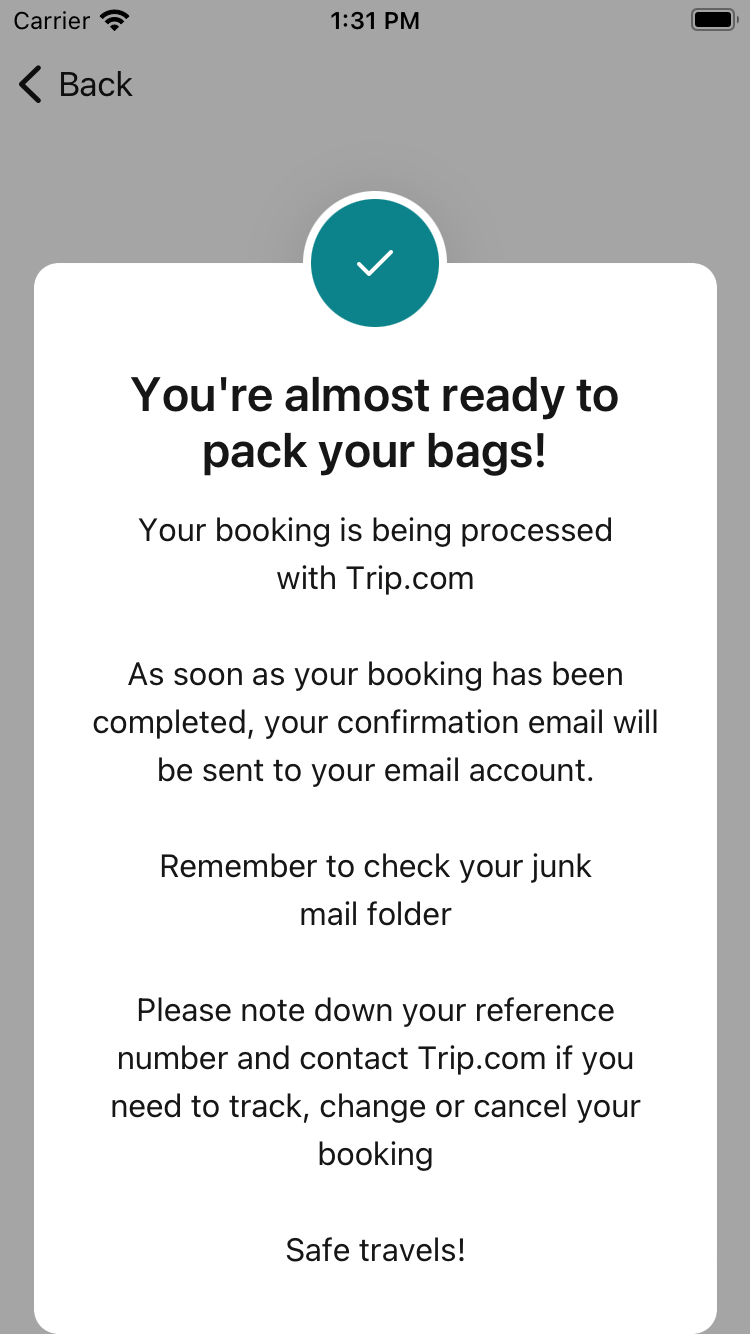 Carrier 1:31 PM
Back
You're almost ready to
pack your bags!
Your booking is being processed
with Trip.com
As soon as your booking has been
completed, your confirmation email will
be sent to your email account.
Remember to check your junk
mail folder
Please note down your reference
number and contact Trip.com if you
need to track, change or cancel your
booking
Safe travels!